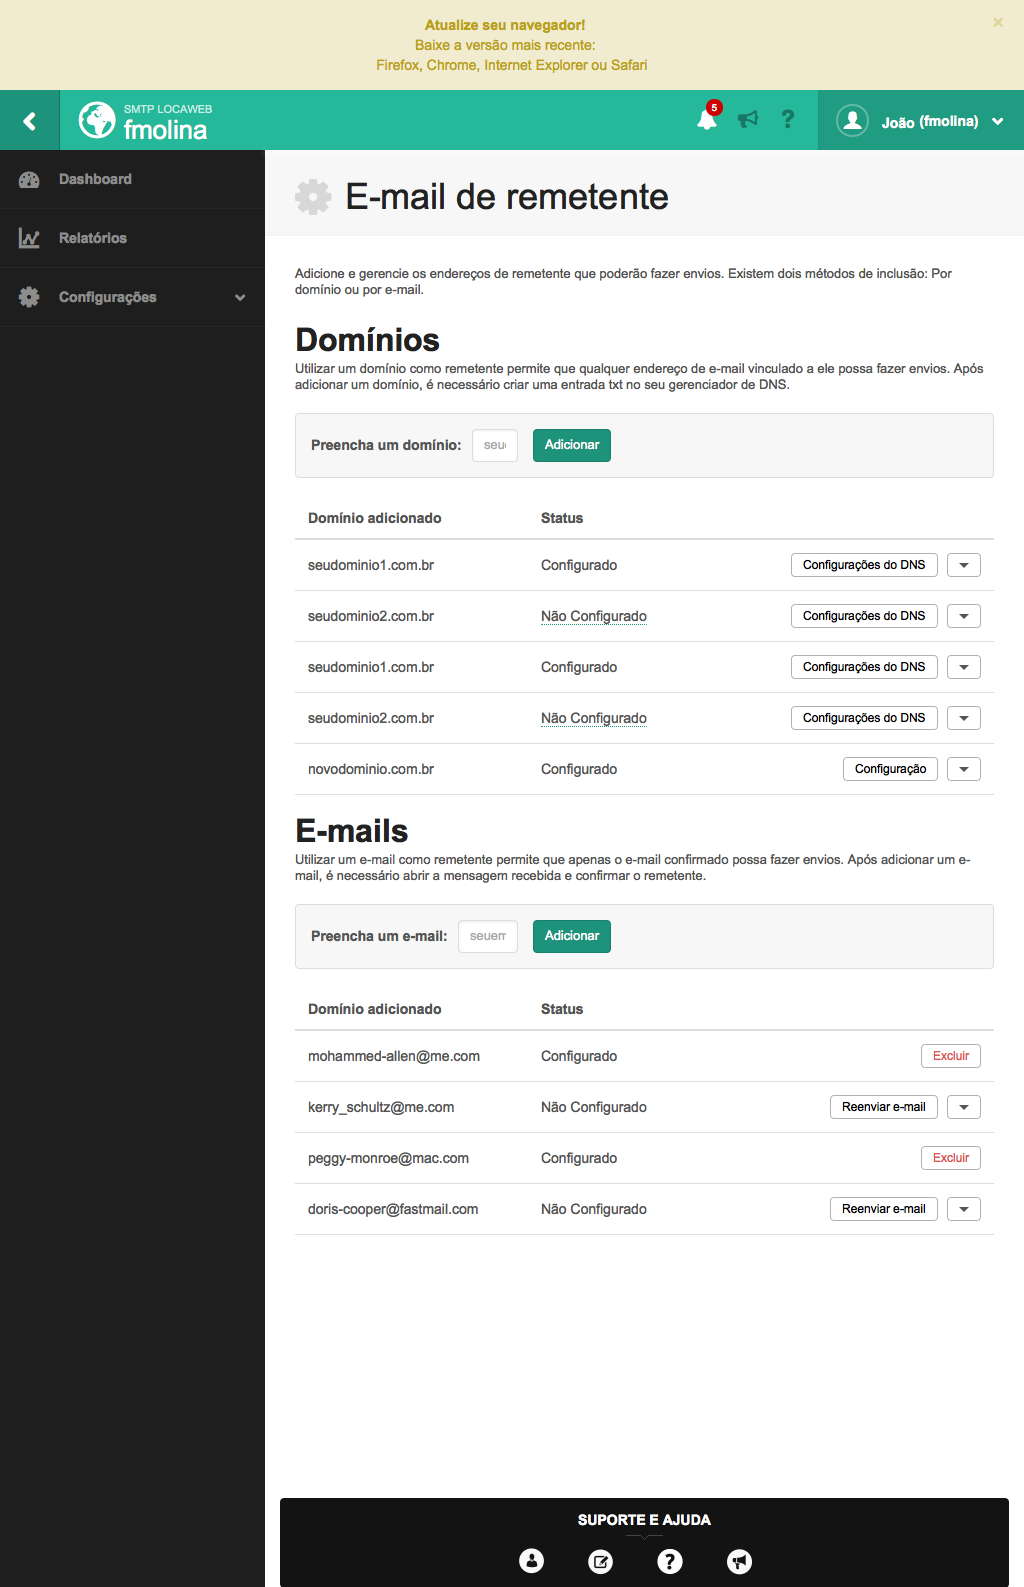 Atualize seu navegador!
×
Baixe a versão mais recente:
Firefox, Chrome, Internet Explorer ou Safari
SMTP LOCAWEB
fmolina
5
?
João (fmolina)
Dashboard
Relatórios
Configurações
E-mail de remetente
Adicione e gerencie os endereços de remetente que poderão fazer envios. Existem dois métodos de inclusão: Por
domínio ou por e-mail.
Domínios
Utilizar um domínio como remetente permite que qualquer endereço de e-mail vinculado a ele possa fazer envios. Após
adicionar um domínio, é necessário criar uma entrada txt no seu gerenciador de DNS.
Preencha um domínio: seu Adicionar
Domínio adicionado Status
seudominio1.com.br Configurado Configurações do DNS
seudominio2.com.br Não Configurado Configurações do DNS
seudominio1.com.br Configurado Configurações do DNS
seudominio2.com.br Não Configurado Configurações do DNS
novodominio.com.br Configurado Configuração
E-mails
Utilizar um e-mail como remetente permite que apenas o e-mail confirmado possa fazer envios. Após adicionar um e-
mail, é necessário abrir a mensagem recebida e confirmar o remetente.
Preencha um e-mail: seuem Adicionar
Domínio adicionado Status
mohammed-allen@me.com Configurado Excluir
kerry_schultz@me.com Não Configurado Reenviar e-mail
peggy-monroe@mac.com Configurado Excluir
doris-cooper@fastmail.com Não Configurado Reenviar e-mail
SUPORTE E AJUDA
?